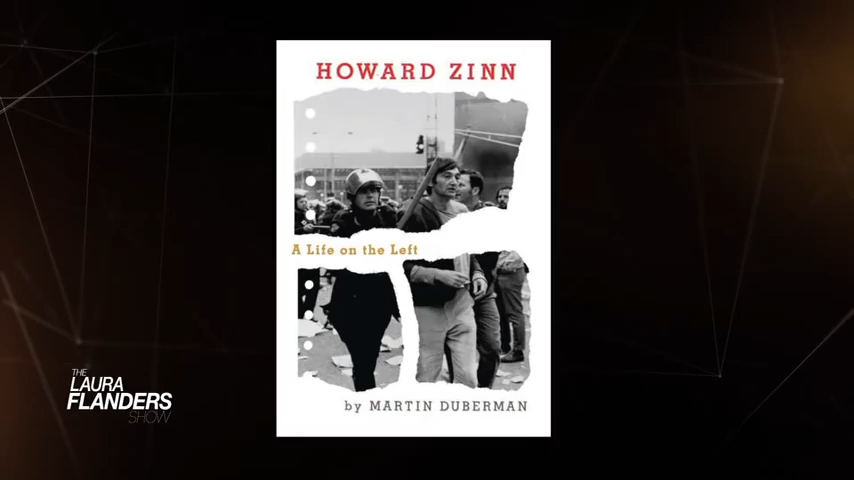 HOWARD ZINN
A Life on the Left
by MARTIN DUBERMAN
THE
LAURA
FLANDERS
SHOW